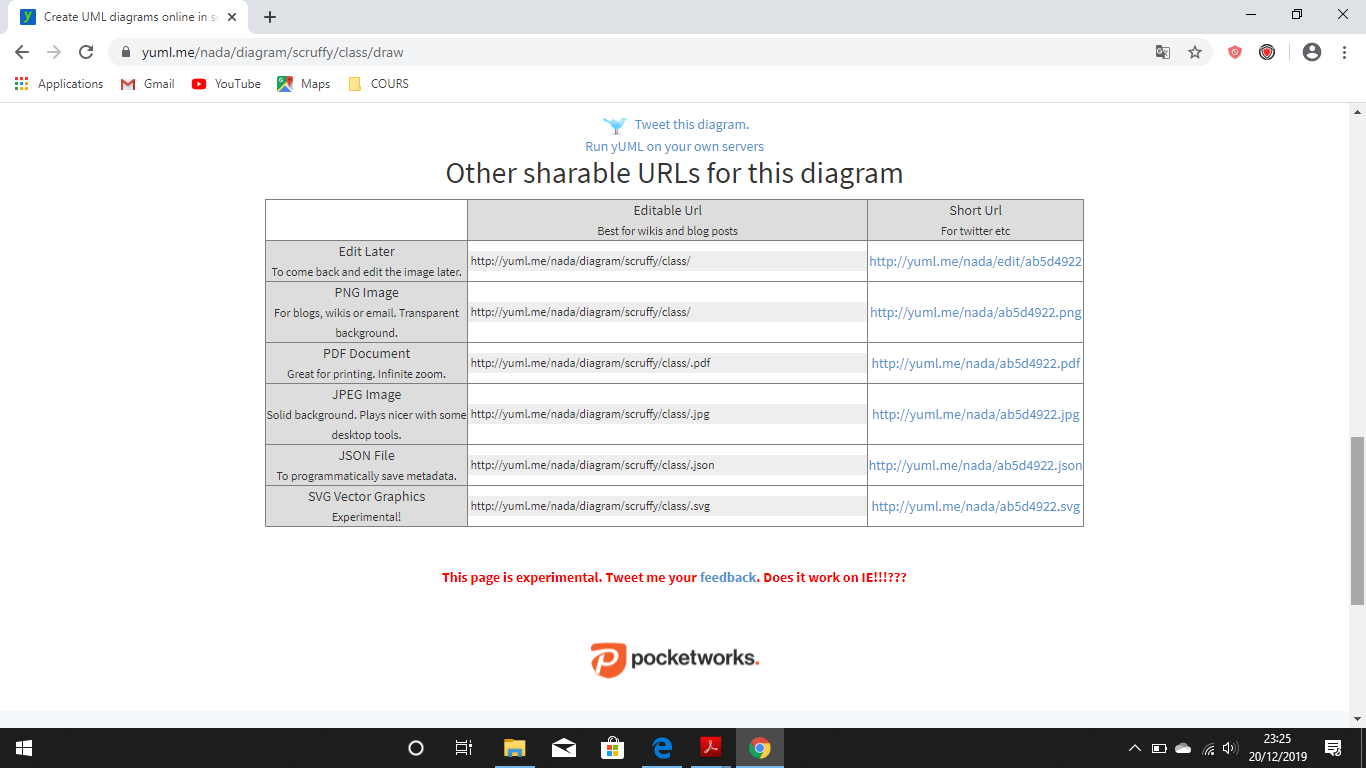 Create UML diagrams online in se
yuml.me/nada/diagram/scruffy/class/draw
Applications Gmail YouTube Maps COURS
Tweet this diagram.
Run yUML on your own servers
Other sharable URLs for this diagram
Editable Url
Best for wikis and blog posts
Short Url
For twitter etc
Edit Later
To come back and edit the image later.
http://yuml.me/nada/diagram/scruffy/class/
http://yuml.me/nada/edit/ab5d4922
PNG Image
For blogs, wikis or email. Transparent
background.
http://yuml.me/nada/diagram/scruffy/class/
http://yuml.me/nada/ab5d4922.png
PDF Document
Great for printing. Infinite zoom.
http://yuml.me/nada/diagram/scruffy/class/.pdf
http://yuml.me/nada/ab5d4922.pdf
JPEG Image
Solid background. Plays nicer with some
desktop tools.
http://yuml.me/nada/diagram/scruffy/class/.jpg
http://yuml.me/nada/ab5d4922.jpg
JSON File
To programmatically save metadata.
http://yuml.me/nada/diagram/scruffy/class/.json
http://yuml.me/nada/ab5d4922.json
SVG Vector Graphics
Experimental!
http://yuml.me/nada/diagram/scruffy/class/.svg
http://yuml.me/nada/ab5d4922.svg
This page is experimental. Tweet me your feedback. Does it work on IE!!!???
pocketworks.
23:25
20/12/2019